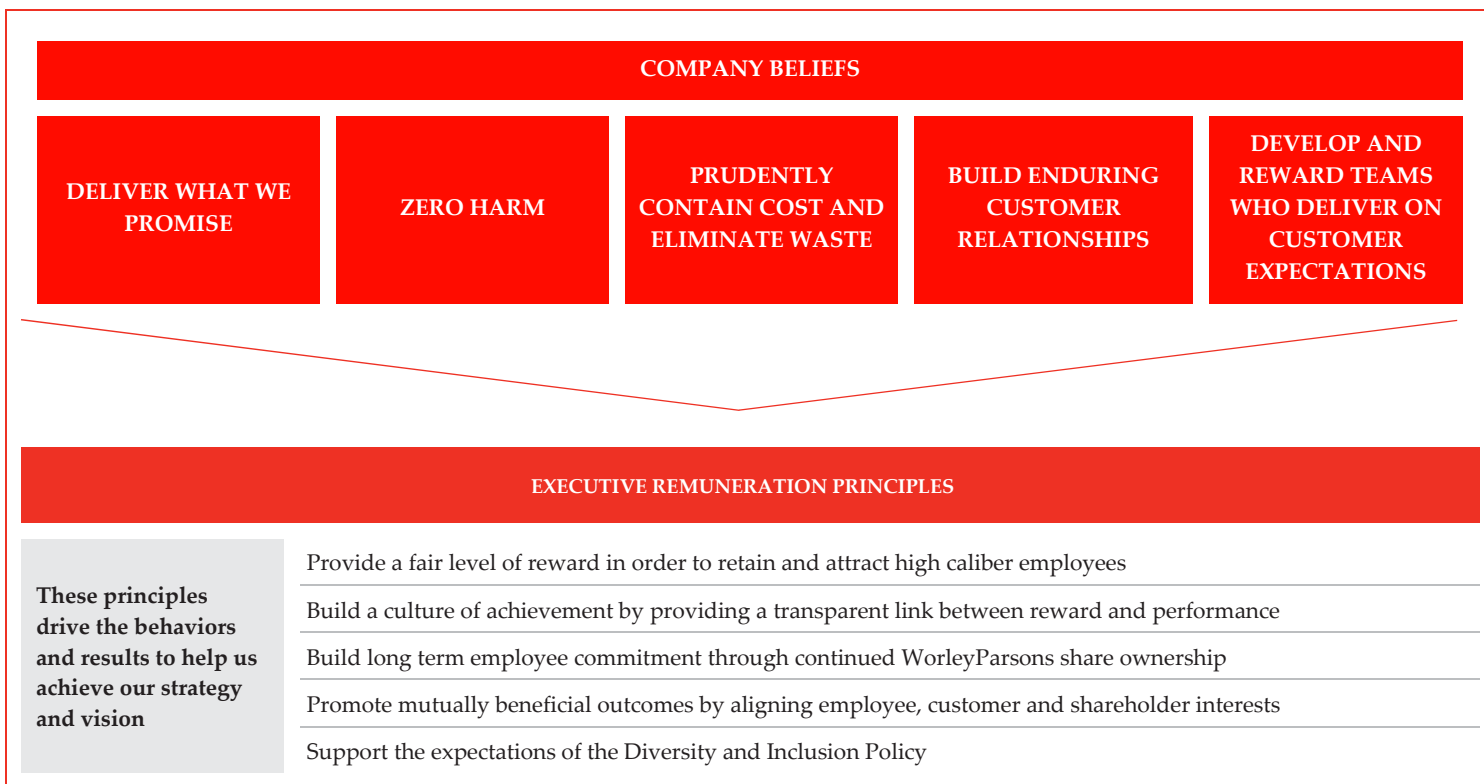 COMPANY BELIEFS
DELIVER WHAT WE
PROMISE
ZERO HARM
PRUDENTLY
CONTAIN COST AND
ELIMINATE WASTE
BUILD ENDURING
CUSTOMER
RELATIONSHIPS
DEVELOP AND
REWARD TEAMS
WHO DELIVER ON
CUSTOMER
EXPECTATIONS
EXECUTIVE REMUNERATION PRINCIPLES
These principles
drive the behaviors
and results to help us
achieve our strategy
and vision
Provide a fair level of reward in order to retain and attract high caliber employees
Build a culture of achievement by providing a transparent link between reward and performance
Build long term employee commitment through continued WorleyParsons share ownership
Promote mutually beneficial outcomes by aligning employee, customer and shareholder interests
Support the expectations of the Diversity and Inclusion Policy